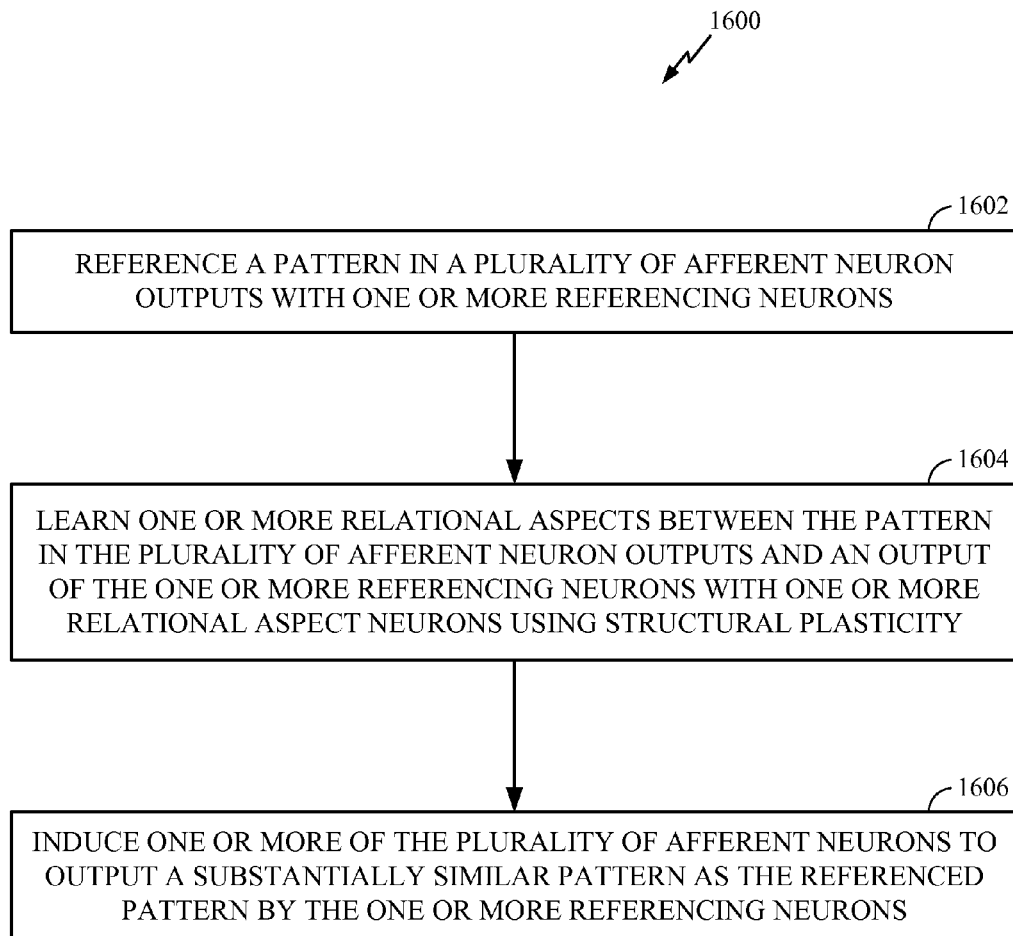 1600
1602
REFERENCE A PATTERN IN A PLURALITY OF AFFERENT NEURON
OUTPUTS WITH ONE OR MORE REFERENCING NEURONS
1604
LEARN ONE OR MORE RELATIONAL ASPECTS BETWEEN THE PATTERN
IN THE PLURALITY OF AFFERENT NEURON OUTPUTS AND AN OUTPUT
OF THE ONE OR MORE REFERENCING NEURONS WITH ONE OR MORE
RELATIONAL ASPECT NEURONS USING STRUCTURAL PLASTICITY
1606
INDUCE ONE OR MORE OF THE PLURALITY OF AFFERENT NEURONS TO
OUTPUT A SUBSTANTIALLY SIMILAR PATTERN AS THE REFERENCED
PATTERN BY THE ONE OR MORE REFERENCING NEURONS